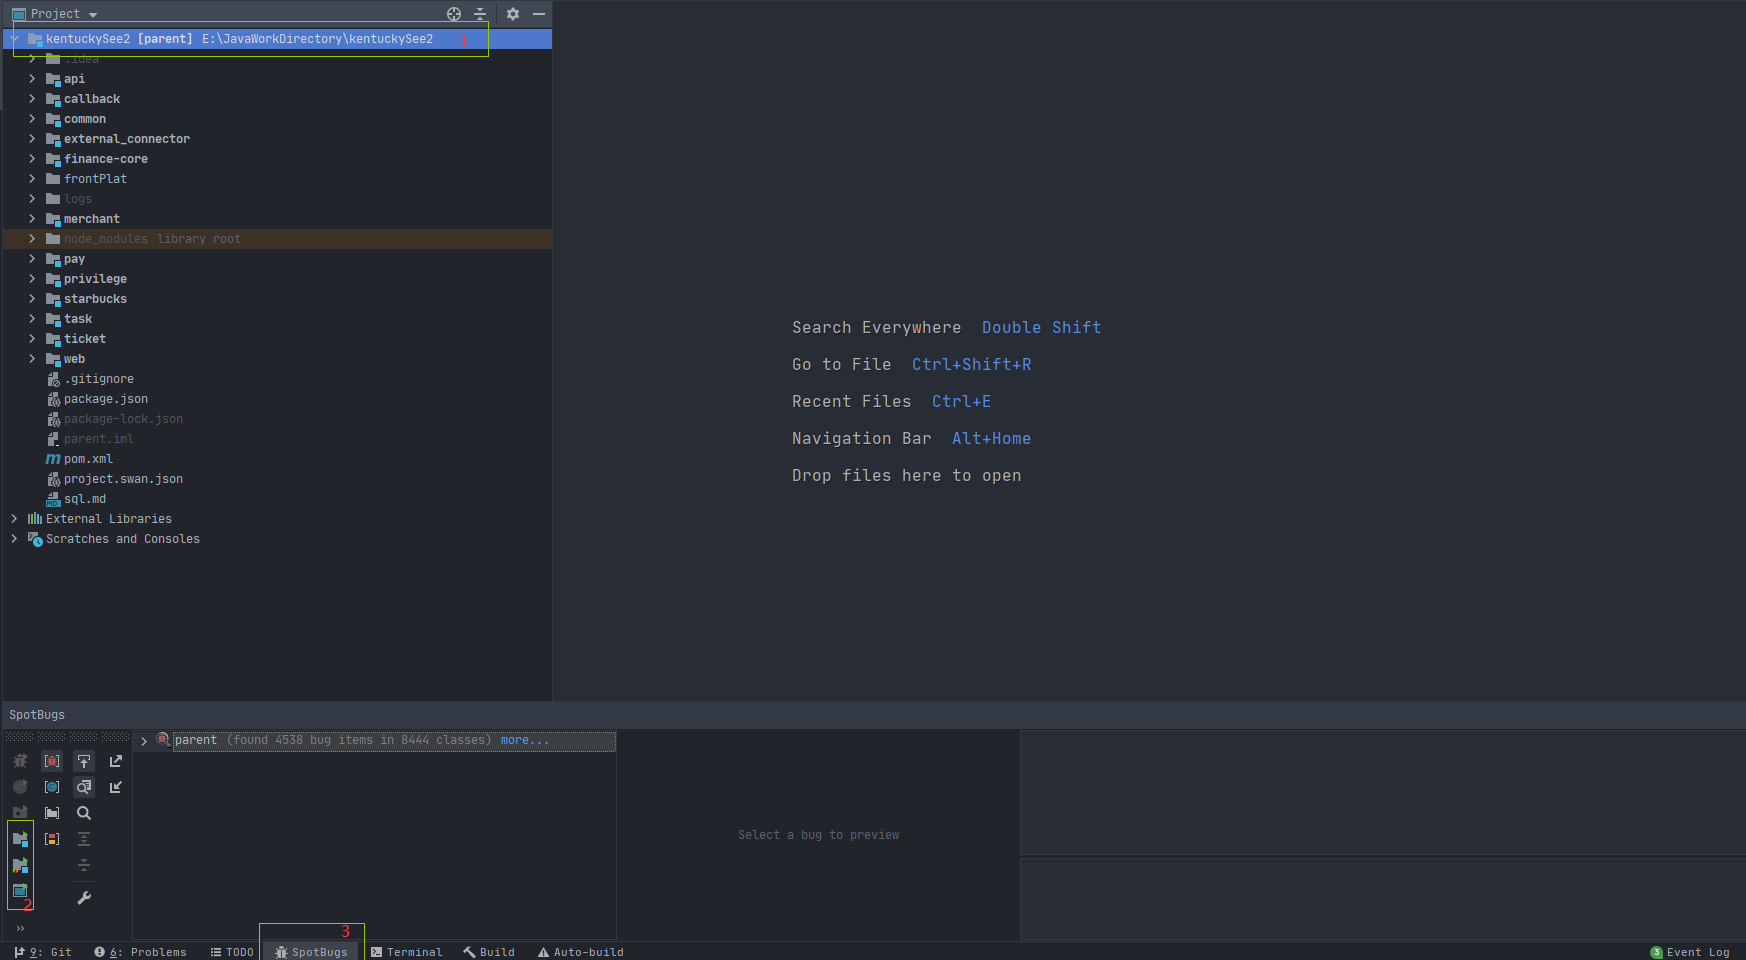 Project
kentuckySee2 [parent] E:\JavaWorkDirectory\kentuckySee2
1
.idea
api
callback
common
external_connector
finance-core
frontPlat
logs
merchant
node_modules library root
pay
privilege
starbucks
task
ticket
web
.gitignore
package.json
package-lock.json
parent.iml
pom.xml
project.swan.json
sql.md
External Libraries
Scratches and Consoles
Search Everywhere Double Shift
Go to File Ctrl+Shift+R
Recent Files Ctrl+E
Navigation Bar Alt+Home
Drop files here to open
SpotBugs
parent (found 4538 bug items in 8444 classes) more...
Select a bug to preview
2
3
9: Git 6: Problems TODO SpotBugs Terminal Build Auto-build 3 Event Log